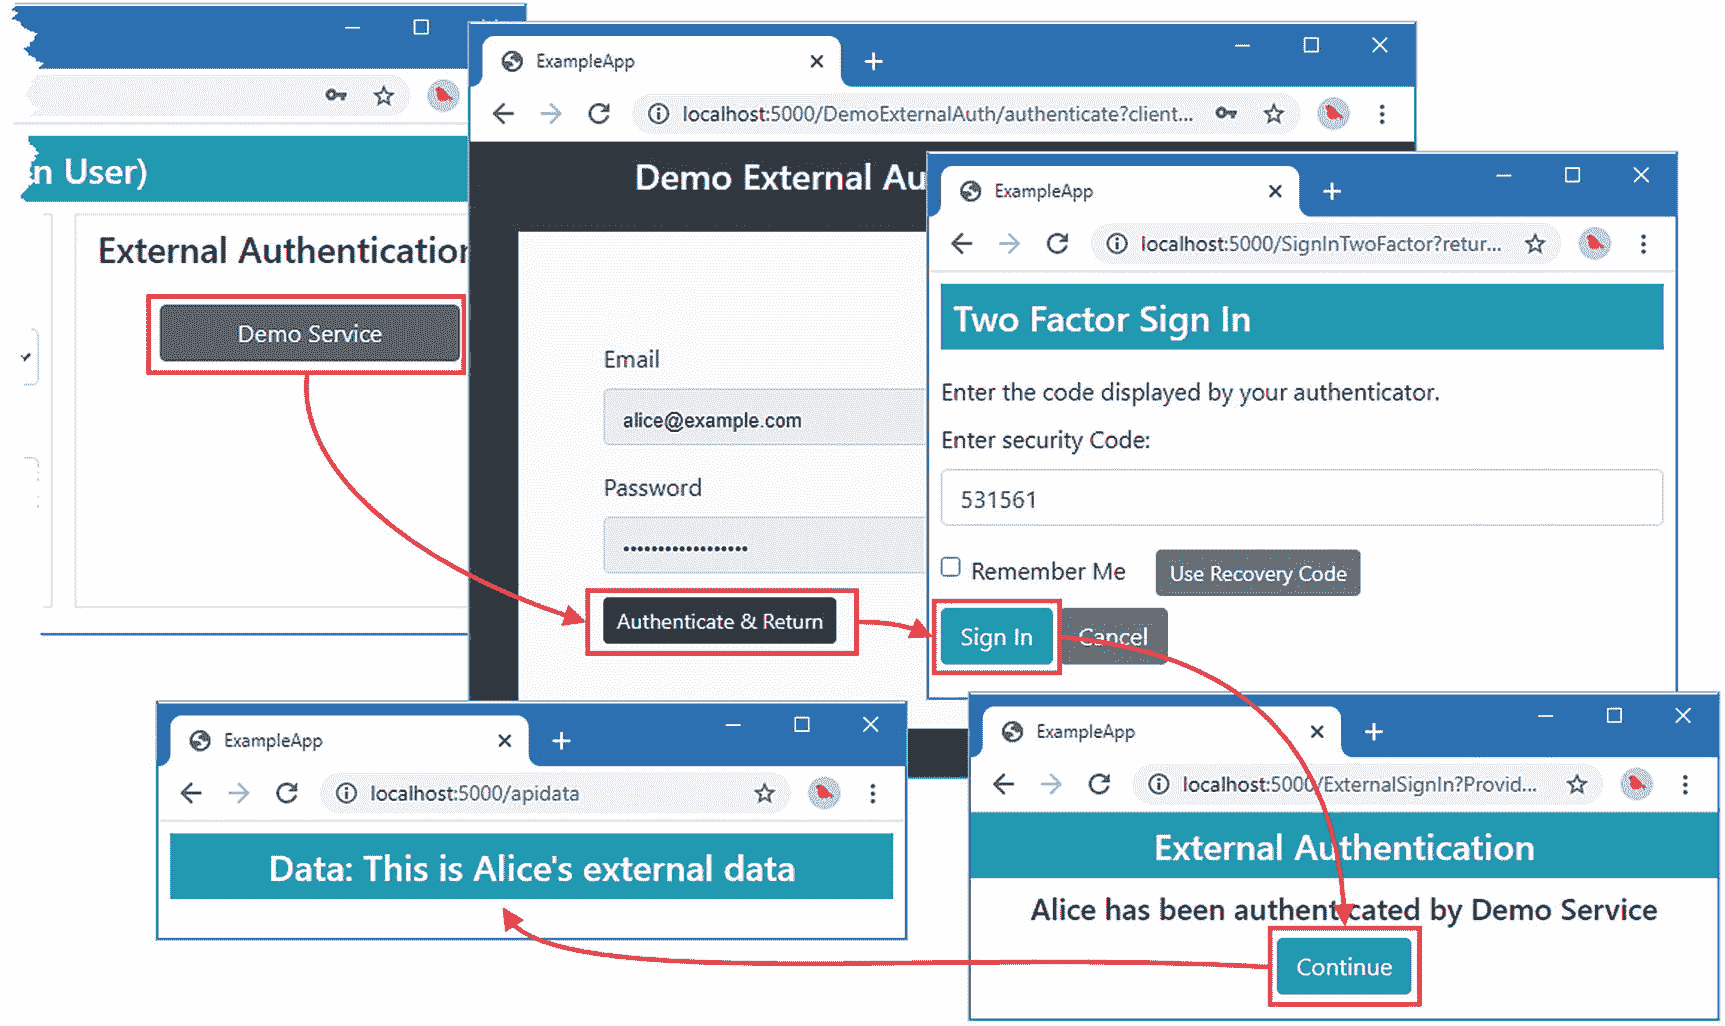 n User)
External Authentication
Demo Service
ExampleApp
localhost:5000/DemoExternalAuth/authenticate?client...
Demo External Au
Email
alice@example.com
Password
Authenticate & Return
ExampleApp
localhost:5000/SignInTwoFactor?retur...
Two Factor Sign In
Enter the code displayed by your authenticator.
Enter security Code:
531561
Remember Me
Use Recovery Code
Sign In
Cancel
ExampleApp
localhost:5000/ExternalSignIn?Provid...
External Authentication
Alice has been authenticated by Demo Service
Continue
ExampleApp
localhost:5000/apidata
Data: This is Alice's external data